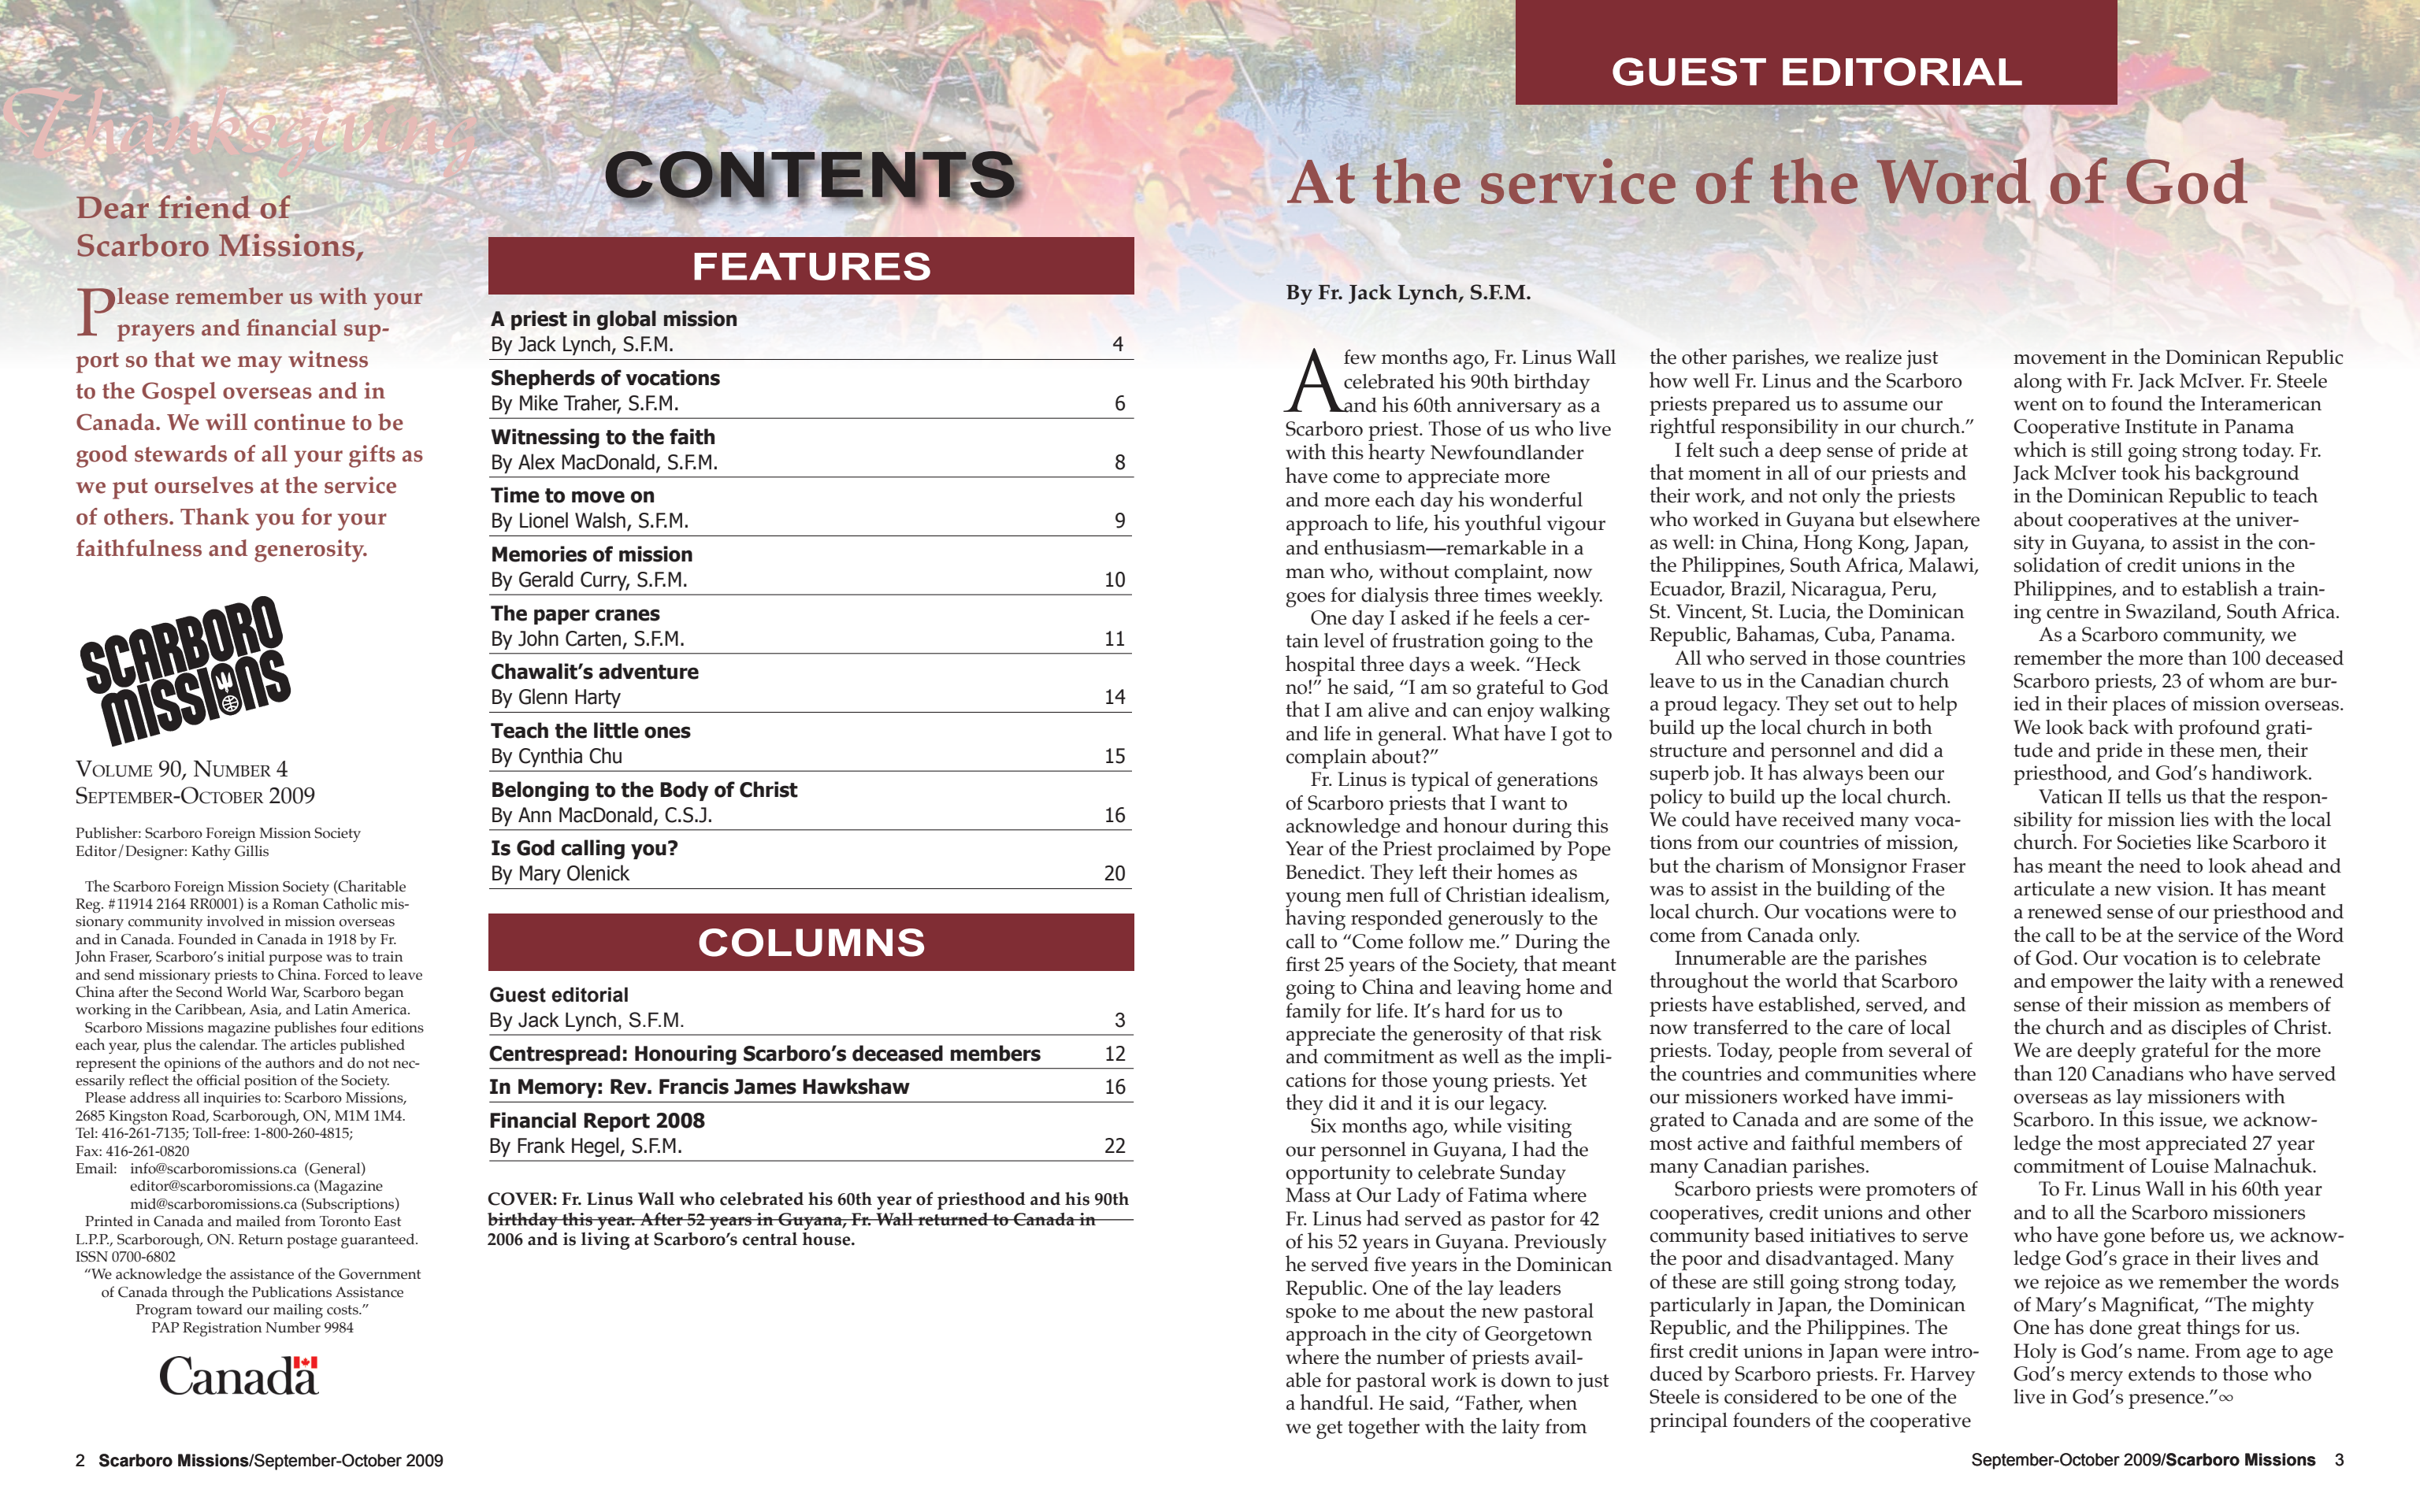 Thanksgiving
Dear friend of
Scarboro Missions,
Please remember us with your
prayers and financial sup-
port so that we may witness
to the Gospel overseas and in
Canada. We will continue to be
good stewards of all your gifts as
we put ourselves at the service
of others. Thank you for your
faithfulness and generosity.
SCARBORO
MISSIONS
VOLUME 90, NUMBER 4
SEPTEMBER-OCTOBER 2009
Publisher: Scarboro Foreign Mission Society
Editor/Designer: Kathy Gillis
The Scarboro Foreign Mission Society (Charitable
Reg. #11914 2164 RR0001) is a Roman Catholic mis-
sionary community involved in mission overseas
and in Canada. Founded in Canada in 1918 by Fr.
John Fraser, Scarboro's initial purpose was to train
and send missionary priests to China. Forced to leave
China after the Second World War, Scarboro began
working in the Caribbean, Asia, and Latin America.
Scarboro Missions magazine publishes four editions
each year, plus the calendar. The articles published
represent the opinions of the authors and do not nec-
essarily reflect the official position of the Society.
Please address all inquiries to: Scarboro Missions,
2685 Kingston Road, Scarborough, ON, M1M 1M4.
Tel: 416-261-7135; Toll-free: 1-800-260-4815;
Fax: 416-261-0820
Email: info@scarboromissions.ca (General)
editor@scarboromissions.ca (Magazine
mid@scarboromissions.ca (Subscriptions)
Printed in Canada and mailed from Toronto East
L.P.P., Scarborough, ON. Return postage guaranteed.
ISSN 0700-6802
“We acknowledge the assistance of the Government
of Canada through the Publications Assistance
Program toward our mailing costs.”
PAP Registration Number 9984
Canada
2 Scarboro Missions/September-October 2009
CONTENTS
FEATURES
A priest in global mission
By Jack Lynch, S.F.M. 4
Shepherds of vocations
By Mike Traher, S.F.M. 6
Witnessing to the faith
By Alex MacDonald, S.F.M. 8
Time to move on
By Lionel Walsh, S.F.M. 9
Memories of mission
By Gerald Curry, S.F.M. 10
The paper cranes
By John Carten, S.F.M. 11
Chawalit's adventure
By Glenn Harty 14
Teach the little ones
By Cynthia Chu 15
Belonging to the Body of Christ
By Ann MacDonald, C.S.J. 16
Is God calling you?
By Mary Olenick 20
COLUMNS
Guest editorial
By Jack Lynch, S.F.M. 3
Centrespread: Honouring Scarboro's deceased members 12
In Memory: Rev. Francis James Hawkshaw 16
Financial Report 2008
By Frank Hegel, S.F.M. 22
COVER: Fr. Linus Wall who celebrated his 60th year of priesthood and his 90th
birthday this year. After 52 years in Guyana, Fr. Wall returned to Canada in
2006 and is living at Scarboro's central house.
GUEST EDITORIAL
At the service of the Word of God
By Fr. Jack Lynch, S.F.M.
A few months ago, Fr. Linus Wall
celebrated his 90th birthday
and his 60th anniversary as a
Scarboro priest. Those of us who live
with this hearty Newfoundlander
have come to appreciate more
and more each day his wonderful
approach to life, his youthful vigour
and enthusiasm—remarkable in a
man who, without complaint, now
goes for dialysis three times weekly.
One day I asked if he feels a cer-
tain level of frustration going to the
hospital three days a week. “Heck
no!” he said, “I am so grateful to God
that I am alive and can enjoy walking
and life in general. What have I got to
complain about?”
Fr. Linus is typical of generations
of Scarboro priests that I want to
acknowledge and honour during this
Year of the Priest proclaimed by Pope
Benedict. They left their homes as
young men full of Christian idealism,
having responded generously to the
call to “Come follow me.” During the
first 25 years of the Society, that meant
going to China and leaving home and
family for life. It's hard for us to
appreciate the generosity of that risk
and commitment as well as the impli-
cations for those young priests. Yet
they did it and it is our legacy.
Six months ago, while visiting
our personnel in Guyana, I had the
opportunity to celebrate Sunday
Mass at Our Lady of Fatima where
Fr. Linus had served as pastor for 42
of his 52 years in Guyana. Previously
he served five years in the Dominican
Republic. One of the lay leaders
spoke to me about the new pastoral
approach in the city of Georgetown
where the number of priests avail-
able for pastoral work is down to just
a handful. He said, “Father, when
we get together with the laity from
the other parishes, we realize just
how well Fr. Linus and the Scarboro
priests prepared us to assume our
rightful responsibility in our church.”
I felt such a deep sense of pride at
that moment in all of our priests and
their work, and not only the priests
who worked in Guyana but elsewhere
as well: in China, Hong Kong, Japan,
the Philippines, South Africa, Malawi,
Ecuador, Brazil, Nicaragua, Peru,
St. Vincent, St. Lucia, the Dominican
Republic, Bahamas, Cuba, Panama.
All who served in those countries
leave to us in the Canadian church
a proud legacy. They set out to help
build up the local church in both
structure and personnel and did a
superb job. It has always been our
policy to build up the local church.
We could have received many voca-
tions from our countries of mission,
but the charism of Monsignor Fraser
was to assist in the building of the
local church. Our vocations were to
come from Canada only.
Innumerable are the parishes
throughout the world that Scarboro
priests have established, served, and
now transferred to the care of local
priests. Today, people from several of
the countries and communities where
our missioners worked have immi-
grated to Canada and are some of the
most active and faithful members of
many Canadian parishes.
Scarboro priests were promoters of
cooperatives, credit unions and other
community based initiatives to serve
the poor and disadvantaged. Many
of these are still going strong today,
particularly in Japan, the Dominican
Republic, and the Philippines. The
first credit unions in Japan were intro-
duced by Scarboro priests. Fr. Harvey
Steele is considered to be one of the
principal founders of the cooperative
movement in the Dominican Republic
along with Fr. Jack McIver. Fr. Steele
went on to found the Interamerican
Cooperative Institute in Panama
which is still going strong today. Fr.
Jack McIver took his background
in the Dominican Republic to teach
about cooperatives at the univer-
sity in Guyana, to assist in the con-
solidation of credit unions in the
Philippines, and to establish a train-
ing centre in Swaziland, South Africa.
As a Scarboro community, we
remember the more than 100 deceased
Scarboro priests, 23 of whom are bur-
ied in their places of mission overseas.
We look back with profound grati-
tude and pride in these men, their
priesthood, and God's handiwork.
Vatican II tells us that the respon-
sibility for mission lies with the local
church. For Societies like Scarboro it
has meant the need to look ahead and
articulate a new vision. It has meant
a renewed sense of our priesthood and
the call to be at the service of the Word
of God. Our vocation is to celebrate
and empower the laity with a renewed
sense of their mission as members of
the church and as disciples of Christ.
We are deeply grateful for the more
than 120 Canadians who have served
overseas as lay missioners with
Scarboro. In this issue, we acknow-
ledge the most appreciated 27 year
commitment of Louise Malnachuk.
To Fr. Linus Wall in his 60th year
and to all the Scarboro missioners
who have gone before us, we acknow-
ledge God's grace in their lives and
we rejoice as we remember the words
of Mary's Magnificat, “The mighty
One has done great things for us.
Holy is God's name. From age to age
God's mercy extends to those who
live in God's presence.”∞
September-October 2009/Scarboro Missions 3